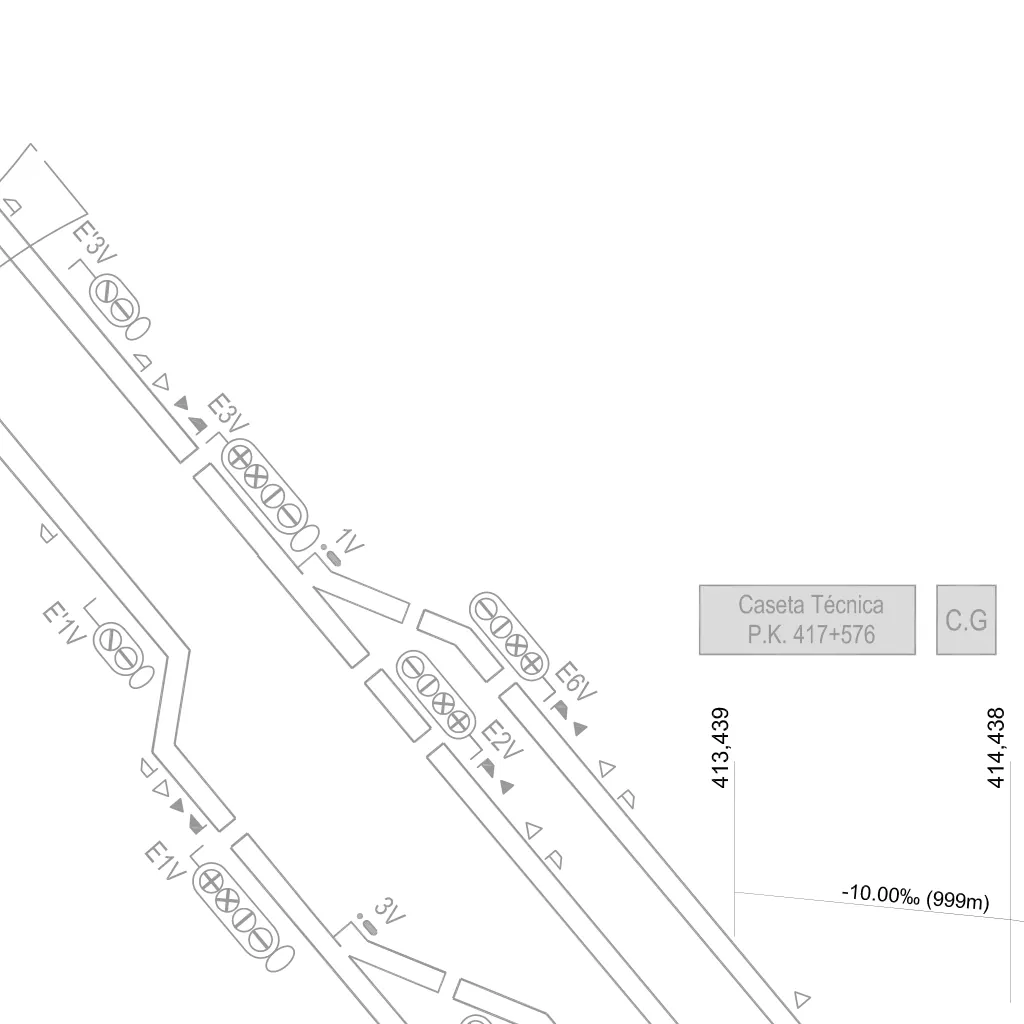 E'3V
E3V
1V
Caseta Técnica
P.K. 417+576
C.G
E'1V
E6V
E2V
413,439
414,438
E1V
-10.00‰ (999m)
3V